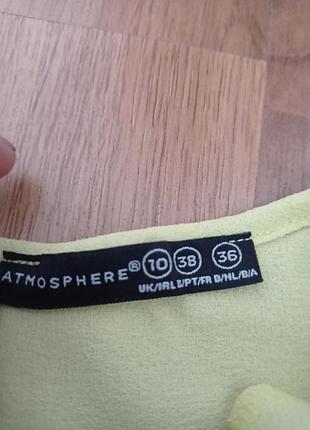 ATMOSPHERE® 10 38 36
UK/IRL E/PT/FR D/NL/B/A